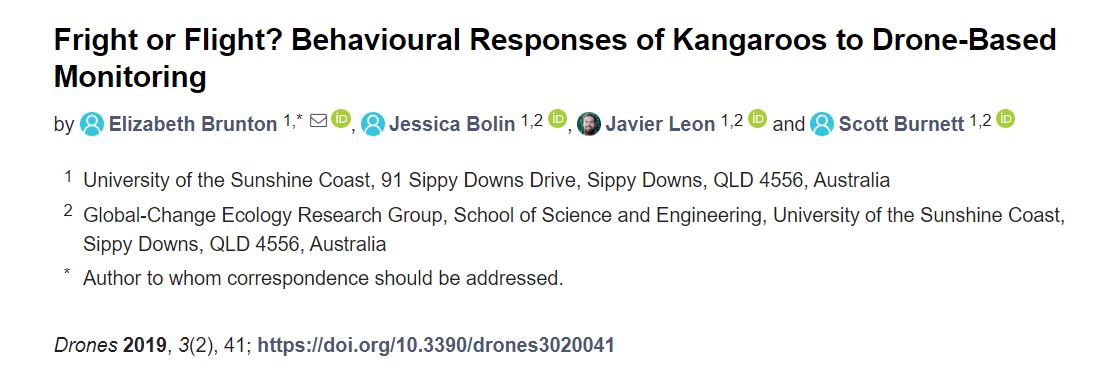 Fright or Flight? Behavioural Responses of Kangaroos to Drone-Based
Monitoring
by Elizabeth Brunton 1,* iD, Jessica Bolin 1,2 iD, Javier Leon 1,2 iD and Scott Burnett 1,2 iD
1 University of the Sunshine Coast, 91 Sippy Downs Drive, Sippy Downs, QLD 4556, Australia
2 Global-Change Ecology Research Group, School of Science and Engineering, University of the Sunshine Coast,
Sippy Downs, QLD 4556, Australia
* Author to whom correspondence should be addressed.
Drones 2019, 3(2), 41; https://doi.org/10.3390/drones3020041